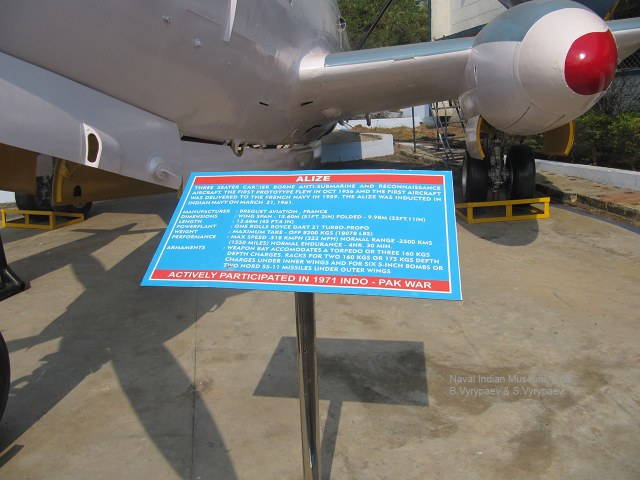 ALIZE
THREE SEATER CARRIER BORNE ANTI-SUBMARINE AND RECONNAISSANCE
AIRCRAFT. THE FIRST PROTOTYPE FLEW IN OCT 1956 AND THE FIRST AIRCRAFT
WAS DELIVERED TO THE FRENCH NAVY IN 1959. THE ALIZE WAS INDUCTED IN
INDIAN NAVY ON MARCH 21, 1961.
MANUFACTURER - BREGUET AVIATION, FRANCE
DIMENSIONS - WING SPAN - 15.60M (51FT.2IN) FOLDED - 9.98M (22FT.11IN)
LENGTH - 13.68M (45 FT.6 IN)
POWERPLANT - ONE ROLLS ROYCE DART 21 TURBO-PROPO
WEIGHT - MAXIMUM TAKE - OFF 8200 KGS (18078 LBS)
PERFORMANCE - MAX SPEED -518 KMPH (322 MPH) NORMAL RANGE -2500 KMS
(1550 MILES) NORMAL ENDURANCE - 4HR. 30 MIN.
ARMAMENTS - WEAPON BAY ACCOMODATES A TORPEDO OR THREE 160 KGS
DEPTH CHARGES, RACKS FOR TWO 160 KGS OR 175 KGS DEPTH
CHARGES UNDER INNER WINGS AND FOR SIX 5-INCH BOMBS OR
TWO NORD SS-11 MISSILES UNDER OUTER WINGS
ACTIVELY PARTICIPATED IN 1971 INDO - PAK WAR
Naval Indian Museum
B.Vyrypaev & S.Vyrypaev